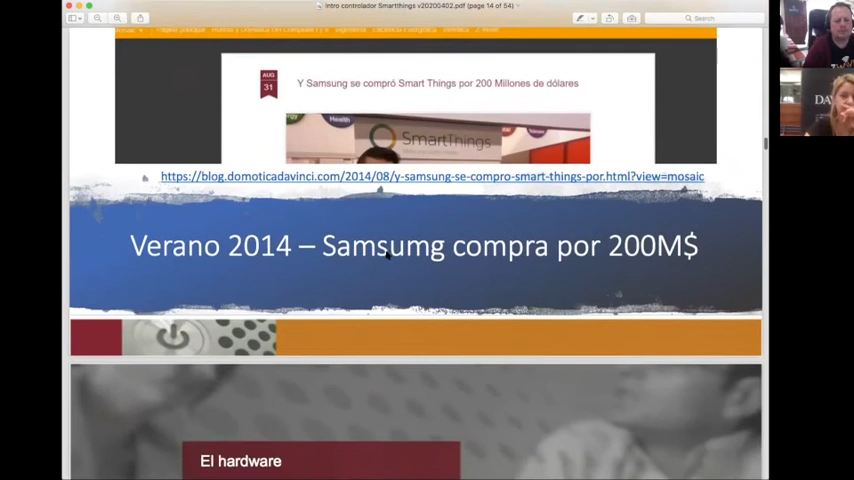 Intro controlador Smartthings v20200402.pdf (page 14 of 54)
Search
AUG
31
Y Samsung se compró Smart Things por 200 Millones de dólares
Health
SmartThings
https://blog.domoticadavinci.com/2014/08/y-samsung-se-compro-smart-things-por.html?view=mosaic
Verano 2014 – Samsumg compra por 200M$
El hardware